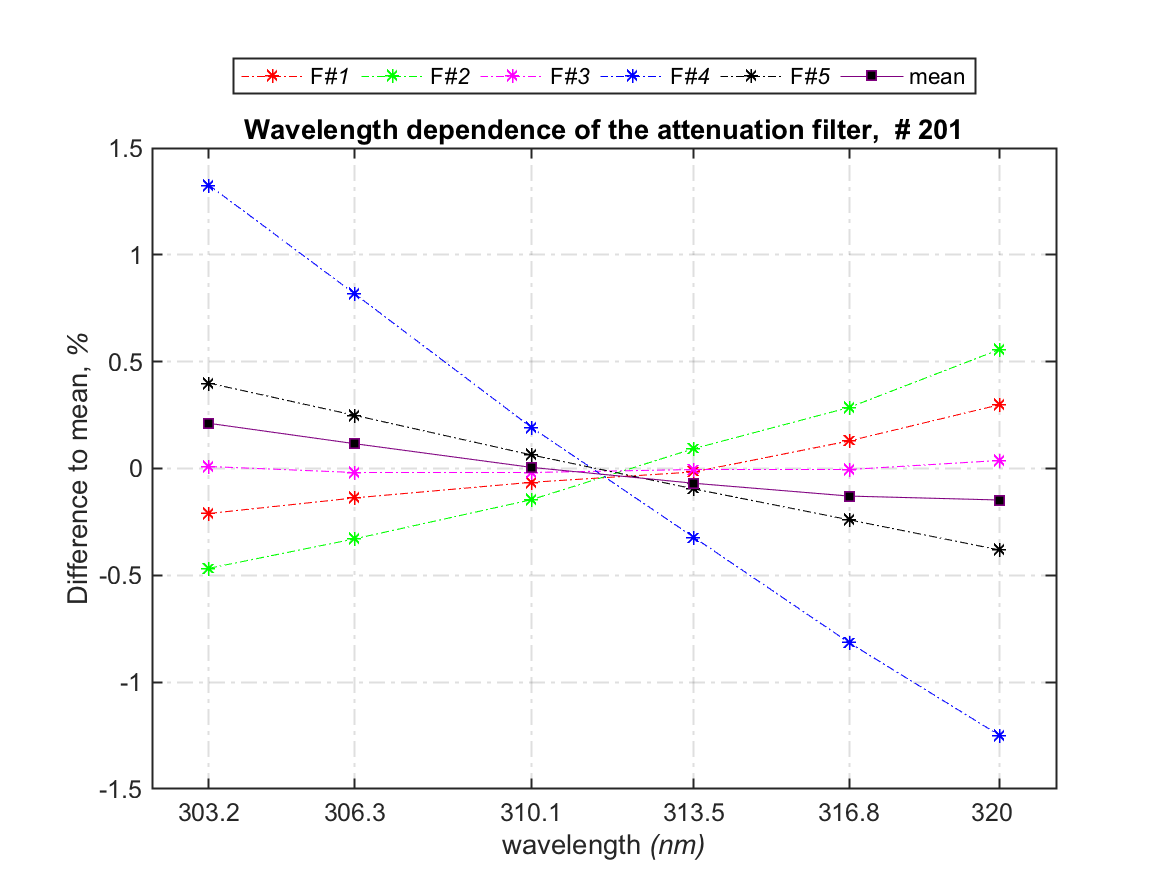 F#1 F#2 F#3 F#4 F#5 mean
Wavelength dependence of the attenuation filter, # 201
Difference to mean, %
1.5
1
0.5
0
-0.5
-1
-1.5
303.2 306.3 310.1 313.5 316.8 320
wavelength (nm)